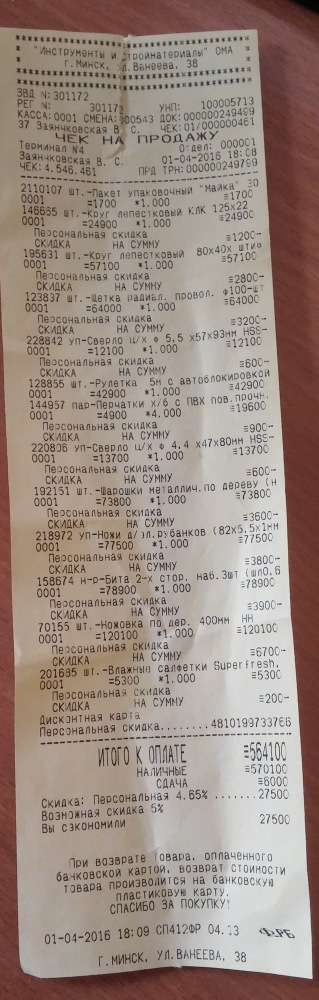 "Инструменты и Стройматериалы" ОМА
Г.МИНСК, УЛ.ВАНЕЕВА, 38
ЗВД N:301172
РЕГ N: 301172 УНП: 100005713
КАССА:0001 СМЕНА:000543 ДОК:000000249499
37 Заянчковская В. С. ЧЕК:01/000000461
ЧЕК НА ПРОДАЖУ
Терминал N4 Отдел: 000001
Заянчковская В. С. 01-04-2016 18:08
ЧЕК:4.546.461 ПРД ТРН:000000249799
2110107 шт.-Пакет упаковочный "Майка" 30
0001 =1700 *1.000 =1700
146655 шт.-Круг лепестковый КЛК 125х22
0001 =24900 *1.000 =24900
Персональная скидка
СКИДКА НА СУММУ =1200-
195631 шт.-Круг лепестковый 80х40х штиф
0001 =57100 *1.000 =57100
Персональная скидка
СКИДКА НА СУММУ =2800-
123837 шт.-Щетка радиал. провол. ф100-шт
0001 =64000 *1.000 =64000
Персональная скидка
СКИДКА НА СУММУ =3200-
228842 уп-Сверло ц/х ф 5,5 х57х93мм HSS-
0001 =12100 *1.000 =12100
Персональная скидка
СКИДКА НА СУММУ =600-
128855 шт.-Рулетка 5м с автоблокировкой
0001 =42900 *1.000 =42900
144957 пар-Перчатки х/б с ПВХ пов.прочн.
0001 =4900 *4.000 =19600
Персональная скидка
СКИДКА НА СУММУ =900-
220806 уп-Сверло ц/х ф 4.4 х47х80мм HSS-
0001 =13700 *1.000 =13700
Персональная скидка
СКИДКА НА СУММУ =600-
192151 шт.-Шарошки металлич.по дереву (н
0001 =73800 *1.000 =73800
Персональная скидка
СКИДКА НА СУММУ =3600-
218972 уп-Ножи д/эл.рубанков (82х5,5х1мм
0001 =77500 *1.000 =77500
Персональная скидка
СКИДКА НА СУММУ =3800-
158674 н-р-Бита 2-х стор. наб.3шт (шл0,6
0001 =78900 *1.000 =78900
Персональная скидка
СКИДКА НА СУММУ =3900-
70155 шт.-Ножовка по дер. 400мм НН
0001 =120100 *1.000 =120100
Персональная скидка
СКИДКА НА СУММУ =6700-
201685 шт.-Влажные салфетки Superfresh,
0001 =5300 *1.000 =5300
Персональная скидка
СКИДКА НА СУММУ =200-
Дисконтная карта
Персональная скидка........4810199733766
ИТОГО К ОПЛАТЕ =564100
НАЛИЧНЫЕ =570100
СДАЧА =6000
Скидка: Персональная 4.65% .......27500
Возможная скидка 5%
Вы сэкономили 27500
При возврате товара, оплаченного
банковской картой, возврат стоимости
товара производится на банковскую
пластиковую карту.
СПАСИБО ЗА ПОКУПКУ!
01-04-2016 18:09 СП412ФР 04.13 Ф.РБ
Г.МИНСК, УЛ.ВАНЕЕВА, 38